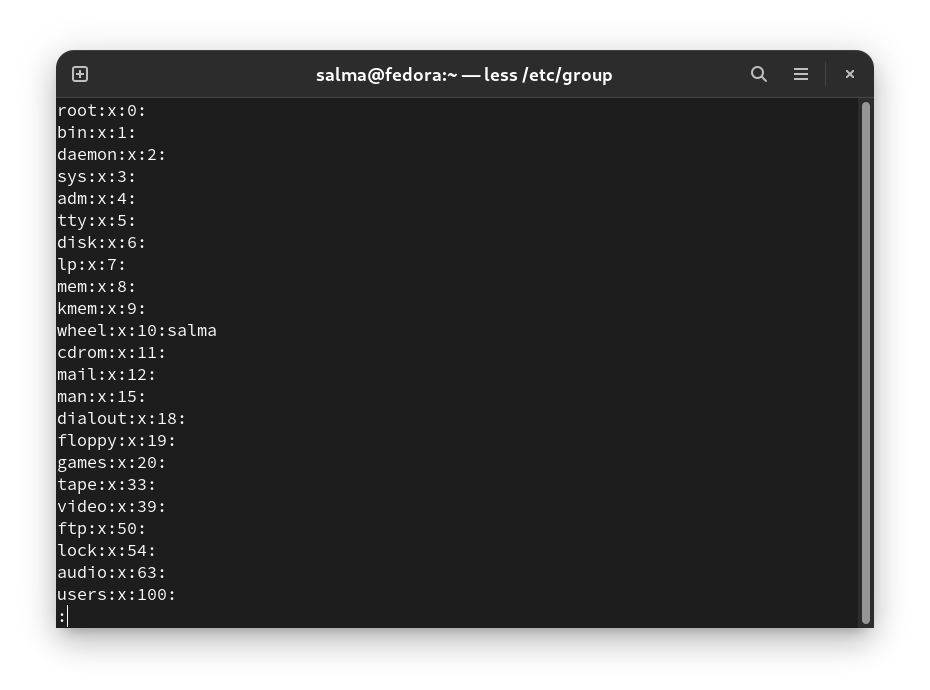 salma@fedora:~ — less /etc/group
root:x:0:
bin:x:1:
daemon:x:2:
sys:x:3:
adm:x:4:
tty:x:5:
disk:x:6:
lp:x:7:
mem:x:8:
kmem:x:9:
wheel:x:10:salma
cdrom:x:11:
mail:x:12:
man:x:15:
dialout:x:18:
floppy:x:19:
games:x:20:
tape:x:33:
video:x:39:
ftp:x:50:
lock:x:54:
audio:x:63:
users:x:100:
: